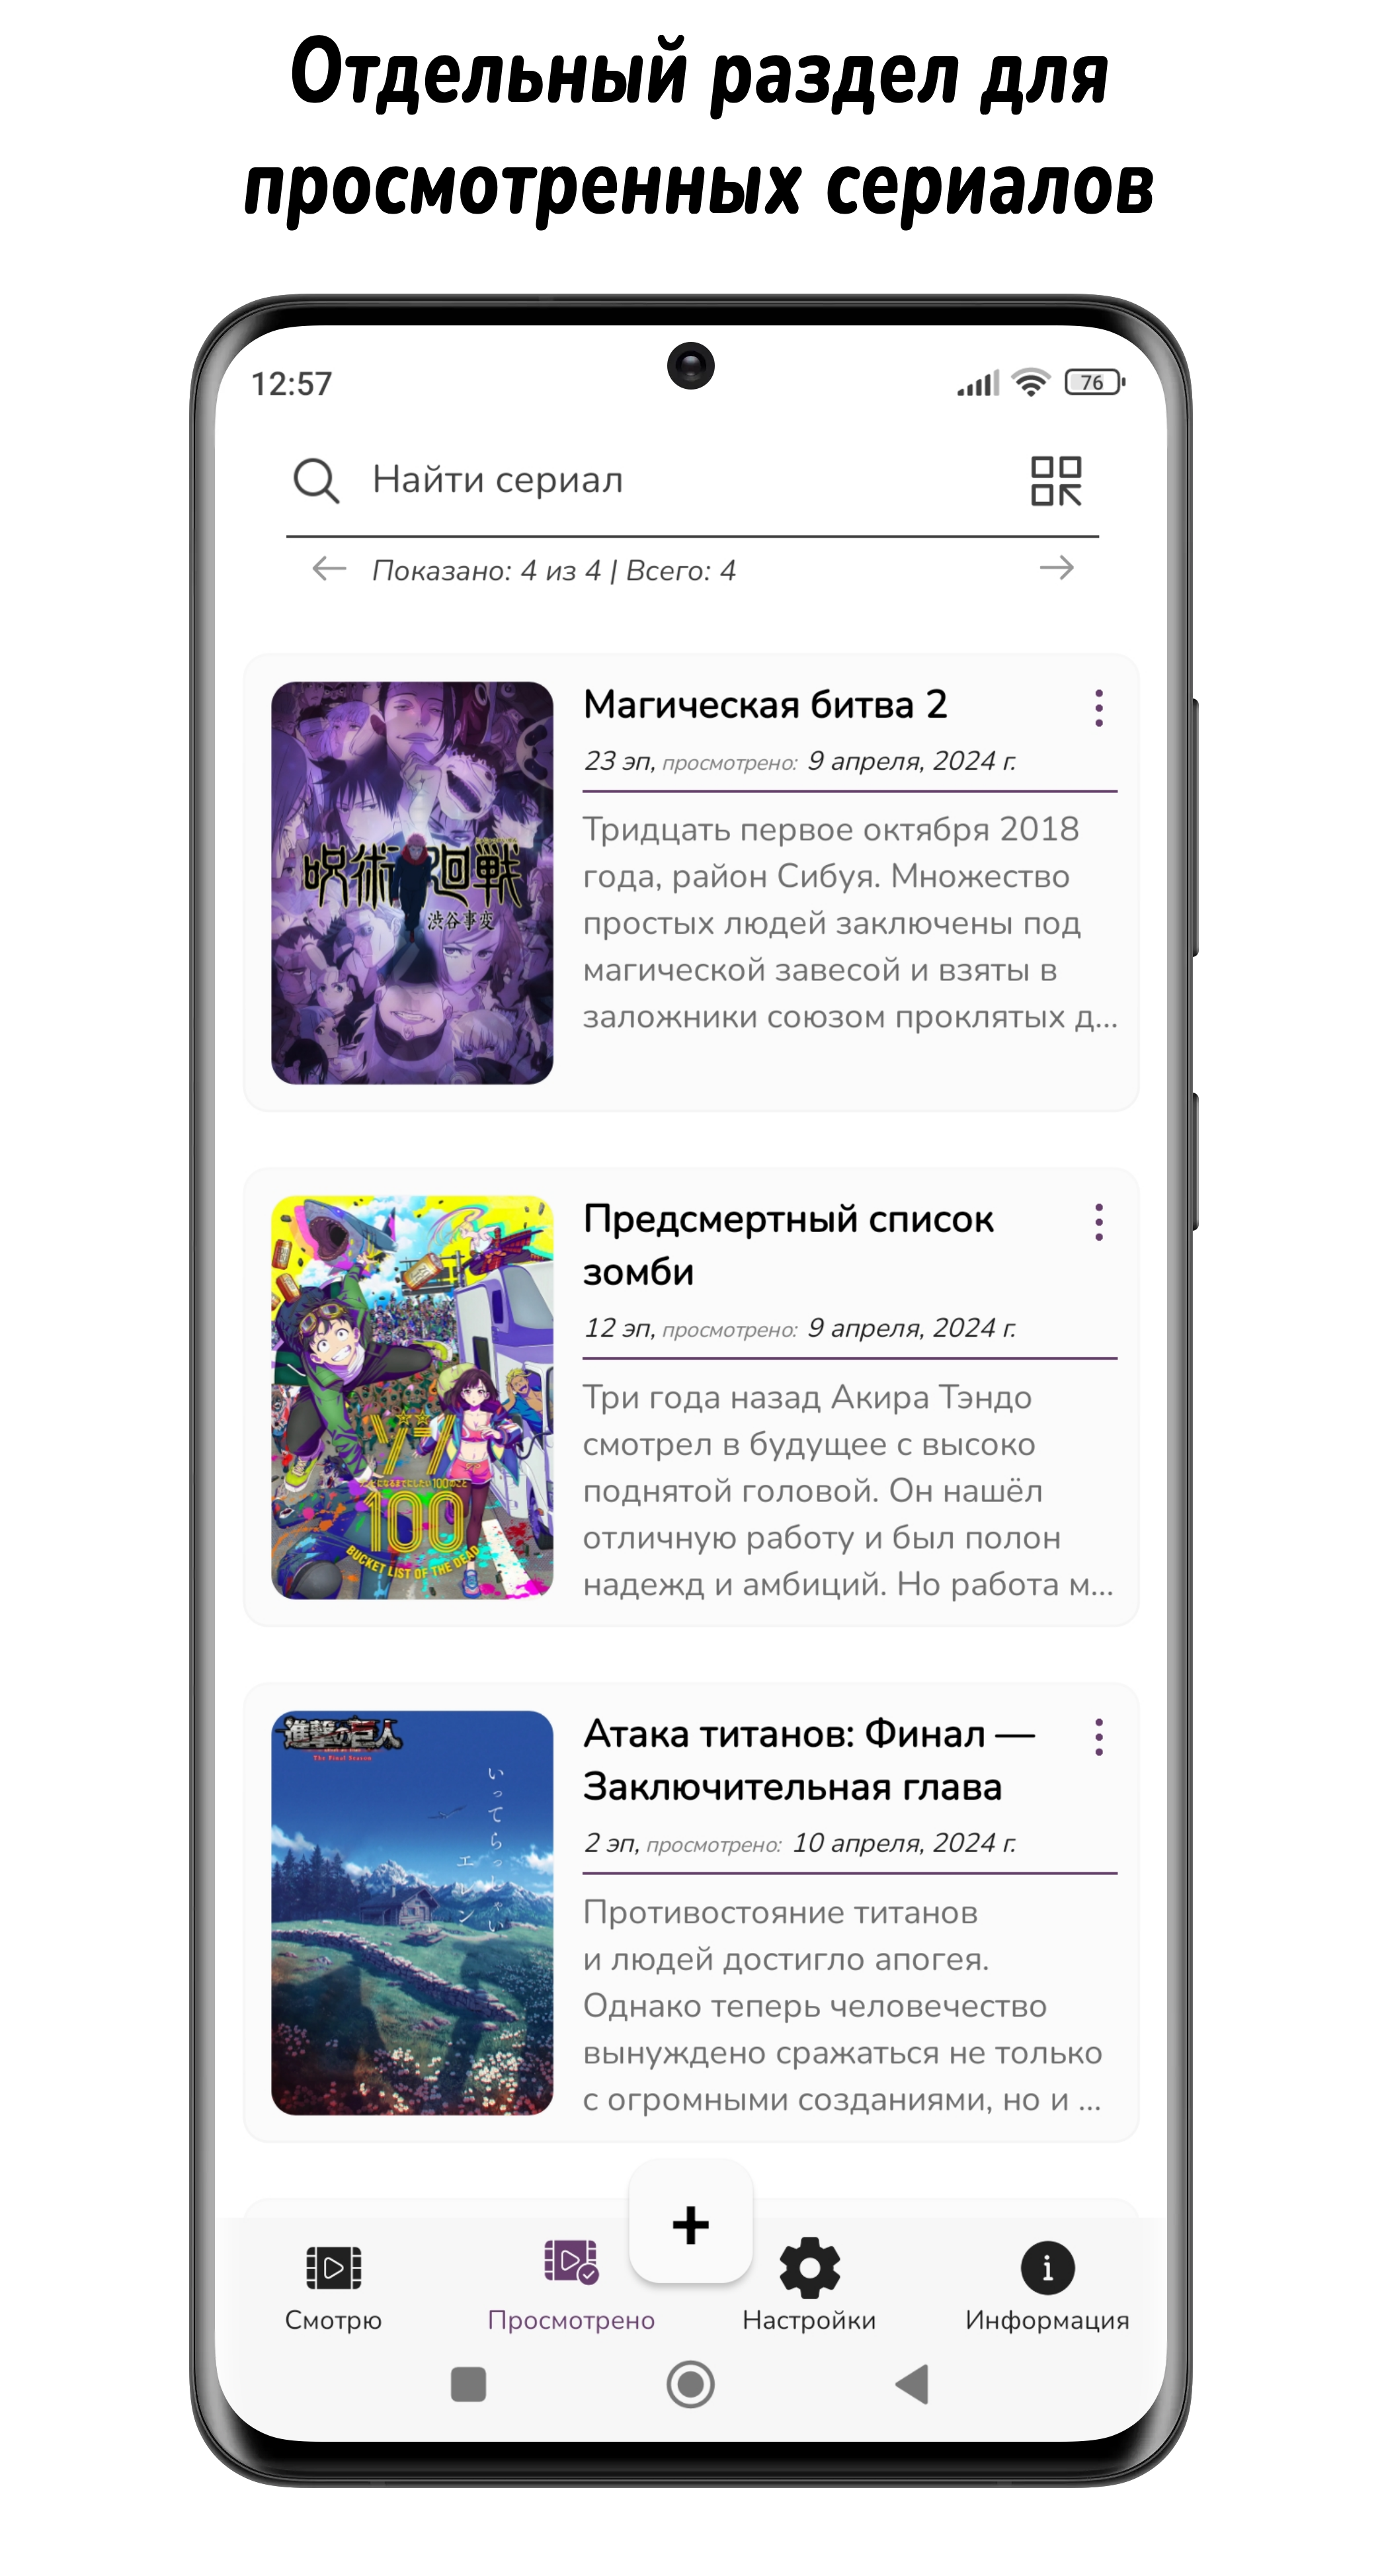 Отдельный раздел для
просмотренных сериалов
12:57
76
Найти сериал
Показано: 4 из 4 | Всего: 4
呪術廻戦
渋谷事変
Магическая битва 2
23 эп, просмотрено: 9 апреля, 2024 г.
Тридцать первое октября 2018
года, район Сибуя. Множество
простых людей заключены под
магической завесой и взяты в
заложники союзом проклятых д...
ゾン
100
BUCKET LIST OF THE DEAD
Предсмертный список
зомби
12 эп, просмотрено: 9 апреля, 2024 г.
Три года назад Акира Тэндо
смотрел в будущее с высоко
поднятой головой. Он нашёл
отличную работу и был полон
надежд и амбиций. Но работа м...
進撃の巨人
The Final Season
いってらっしゃい
エレン
Атака титанов: Финал —
Заключительная глава
2 эп, просмотрено: 10 апреля, 2024 г.
Противостояние титанов
и людей достигло апогея.
Однако теперь человечество
вынуждено сражаться не только
с огромными созданиями, но и ...
+
Смотрю
Просмотрено
Настройки
Информация